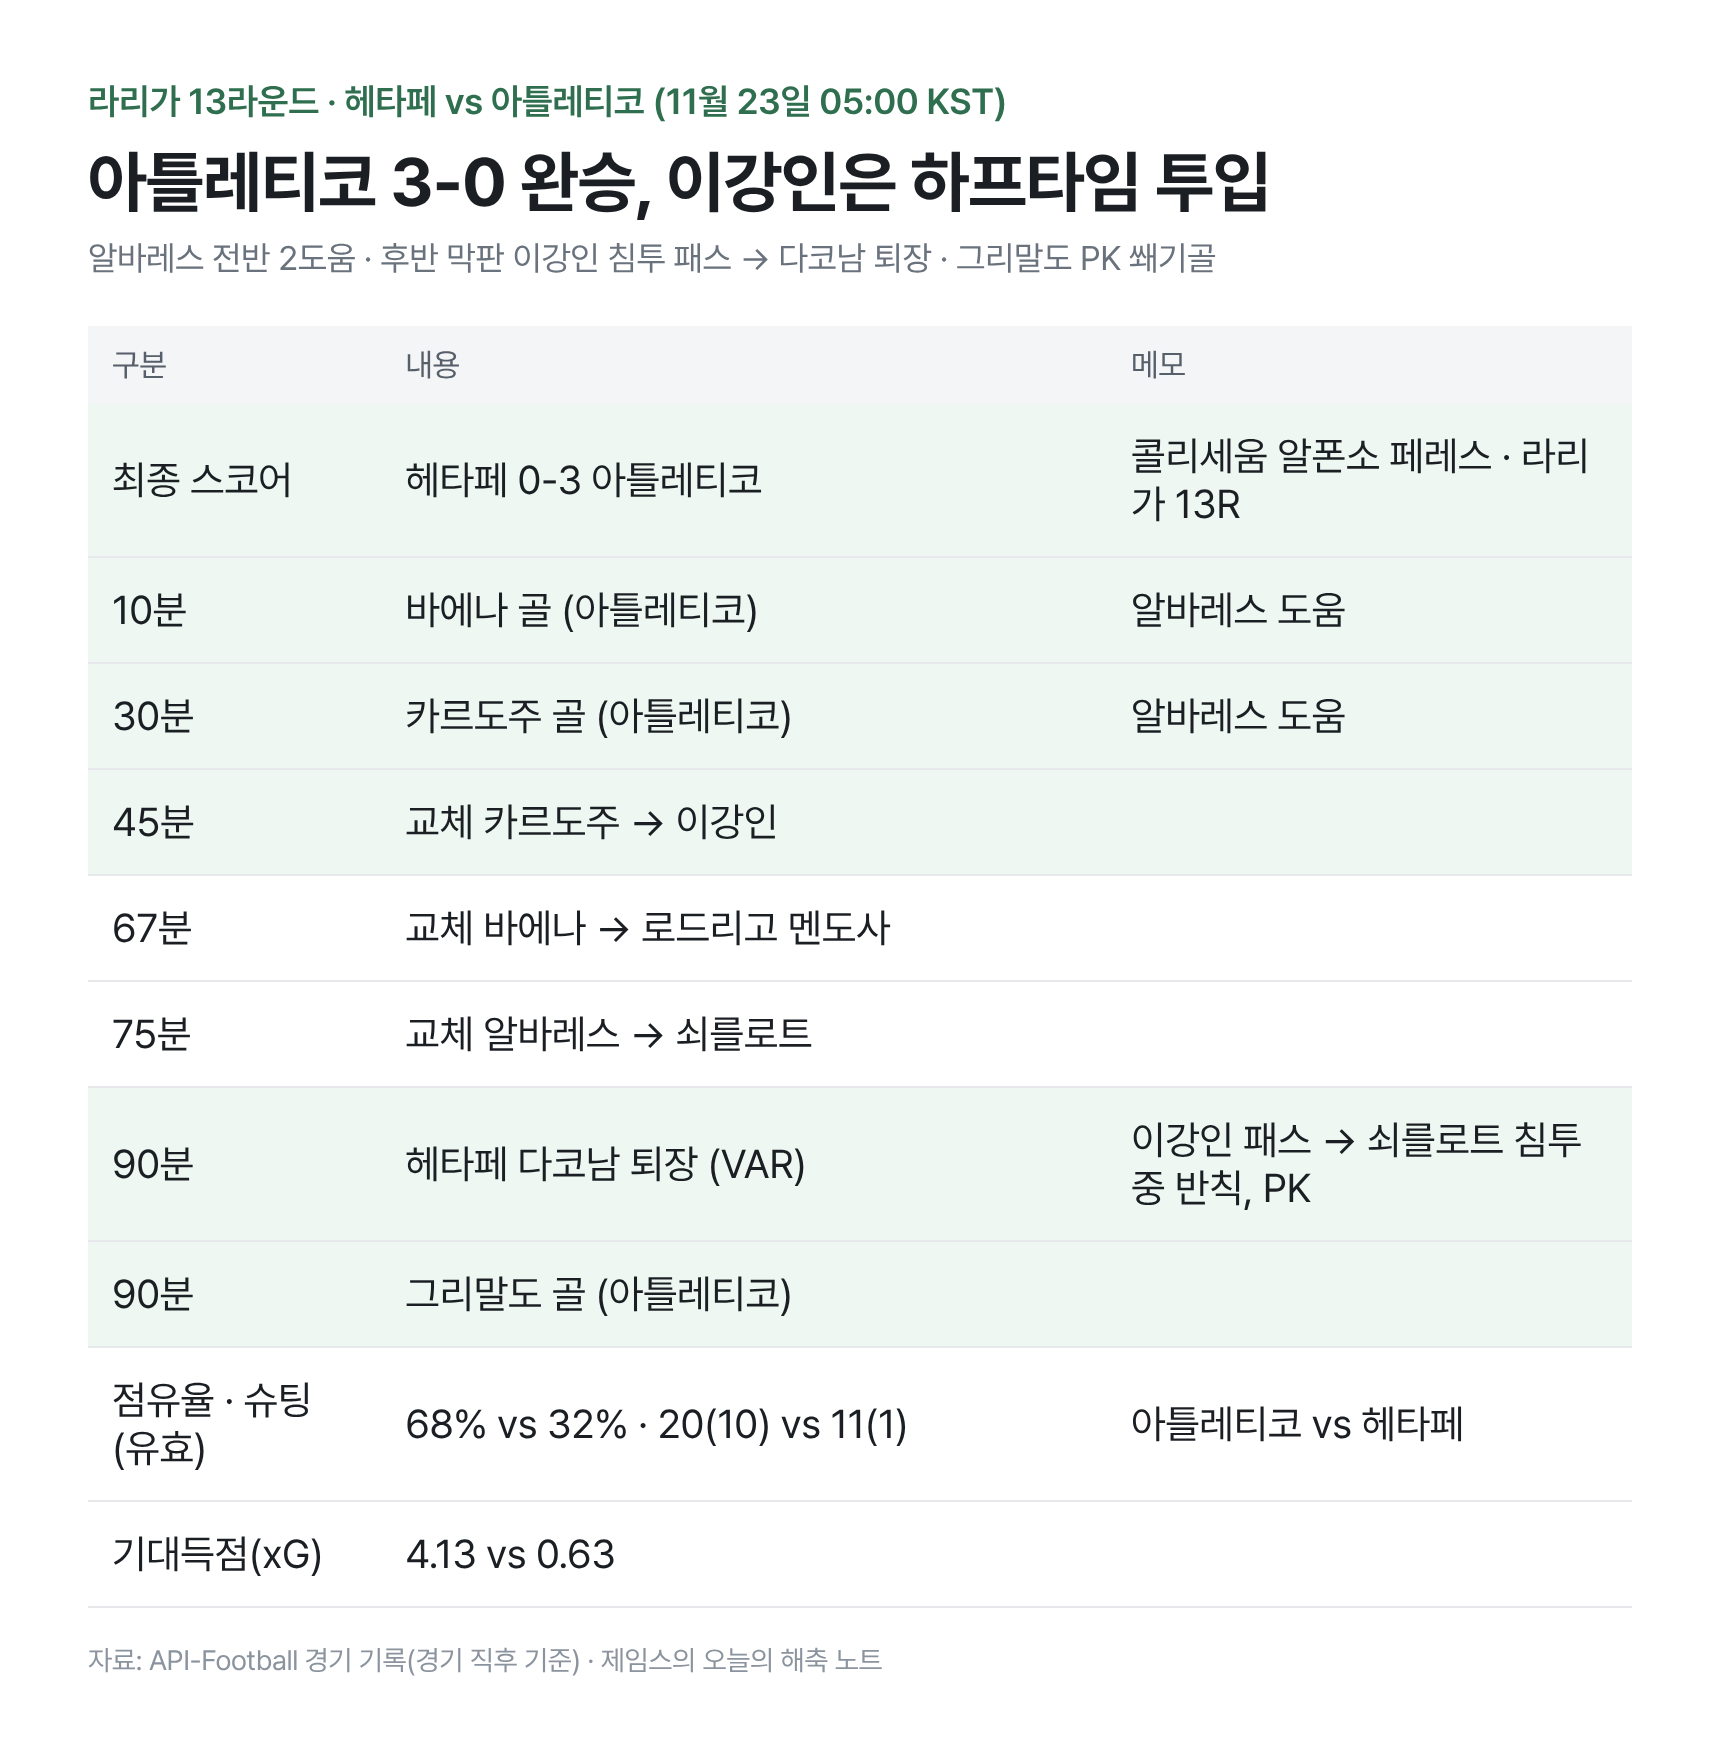 라리가 13라운드 · 헤타페 vs 아틀레티코 (11월 23일 05:00 KST)
아틀레티코 3-0 완승, 이강인은 하프타임 투입
알바레스 전반 2도움 · 후반 막판 이강인 침투 패스 → 다코남 퇴장 · 그리말도 PK 쐐기골
구분 내용 메모
최종 스코어 헤타페 0-3 아틀레티코 콜리세움 알폰소 페레스 · 라리
가 13R
10분 바에나 골 (아틀레티코) 알바레스 도움
30분 카르도주 골 (아틀레티코) 알바레스 도움
45분 교체 카르도주 → 이강인
67분 교체 바에나 → 로드리고 멘도사
75분 교체 알바레스 → 쇠를로트
90분 헤타페 다코남 퇴장 (VAR) 이강인 패스 → 쇠를로트 침투
중 반칙, PK
90분 그리말도 골 (아틀레티코)
점유율 · 슈팅
(유효) 68% vs 32% · 20(10) vs 11(1) 아틀레티코 vs 헤타페
기대득점(xG) 4.13 vs 0.63
자료: API-Football 경기 기록(경기 직후 기준) · 제임스의 오늘의 해축 노트